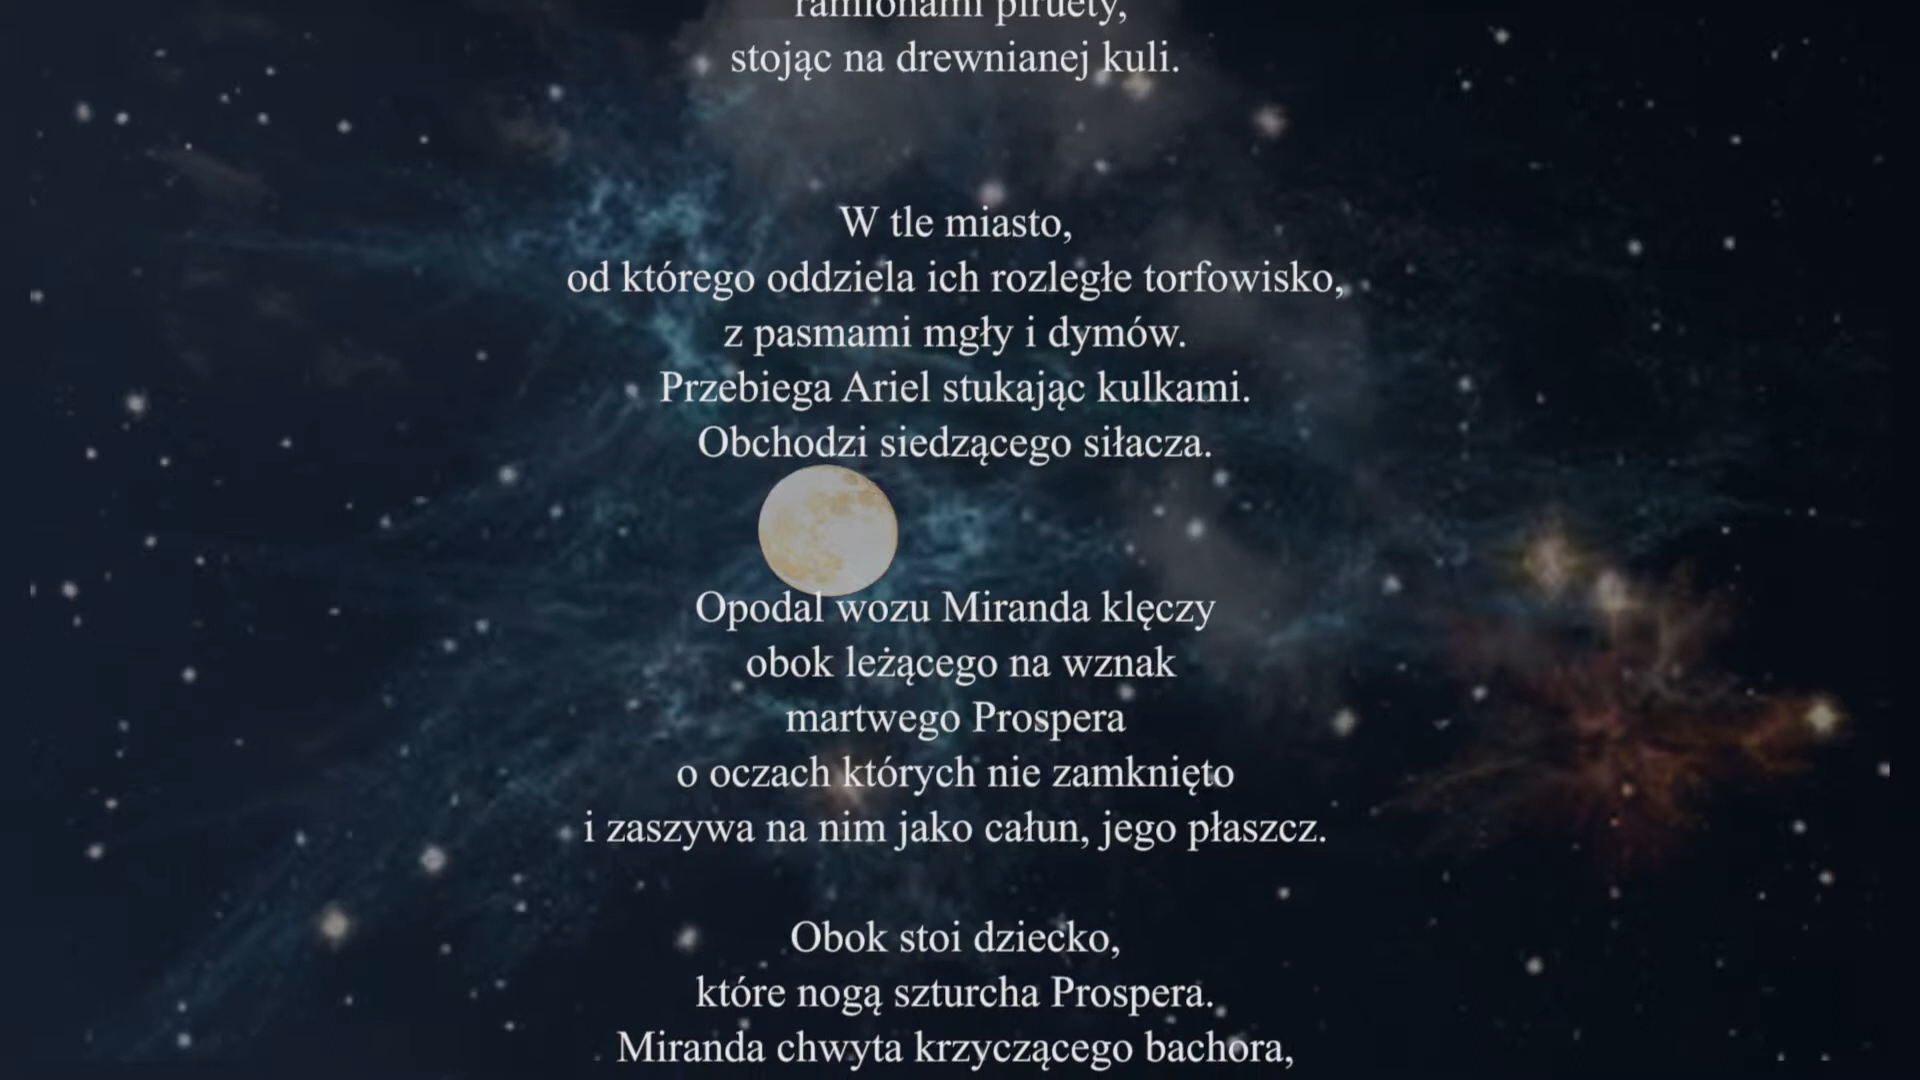 ramionami piruety,
stojąc na drewnianej kuli.
W tle miasto,
od którego oddziela ich rozległe torfowisko,
z pasmami mgły i dymów.
Przebiega Ariel stukając kulkami.
Obchodzi siedzącego siłacza.
Opodal wozu Miranda klęczy
obok leżącego na wznak
martwego Prospera
o oczach których nie zamknięto
i zaszywa na nim jako całun, jego płaszcz.
Obok stoi dziecko,
które nogą szturcha Prospera.
Miranda chwyta krzyczącego bachora,